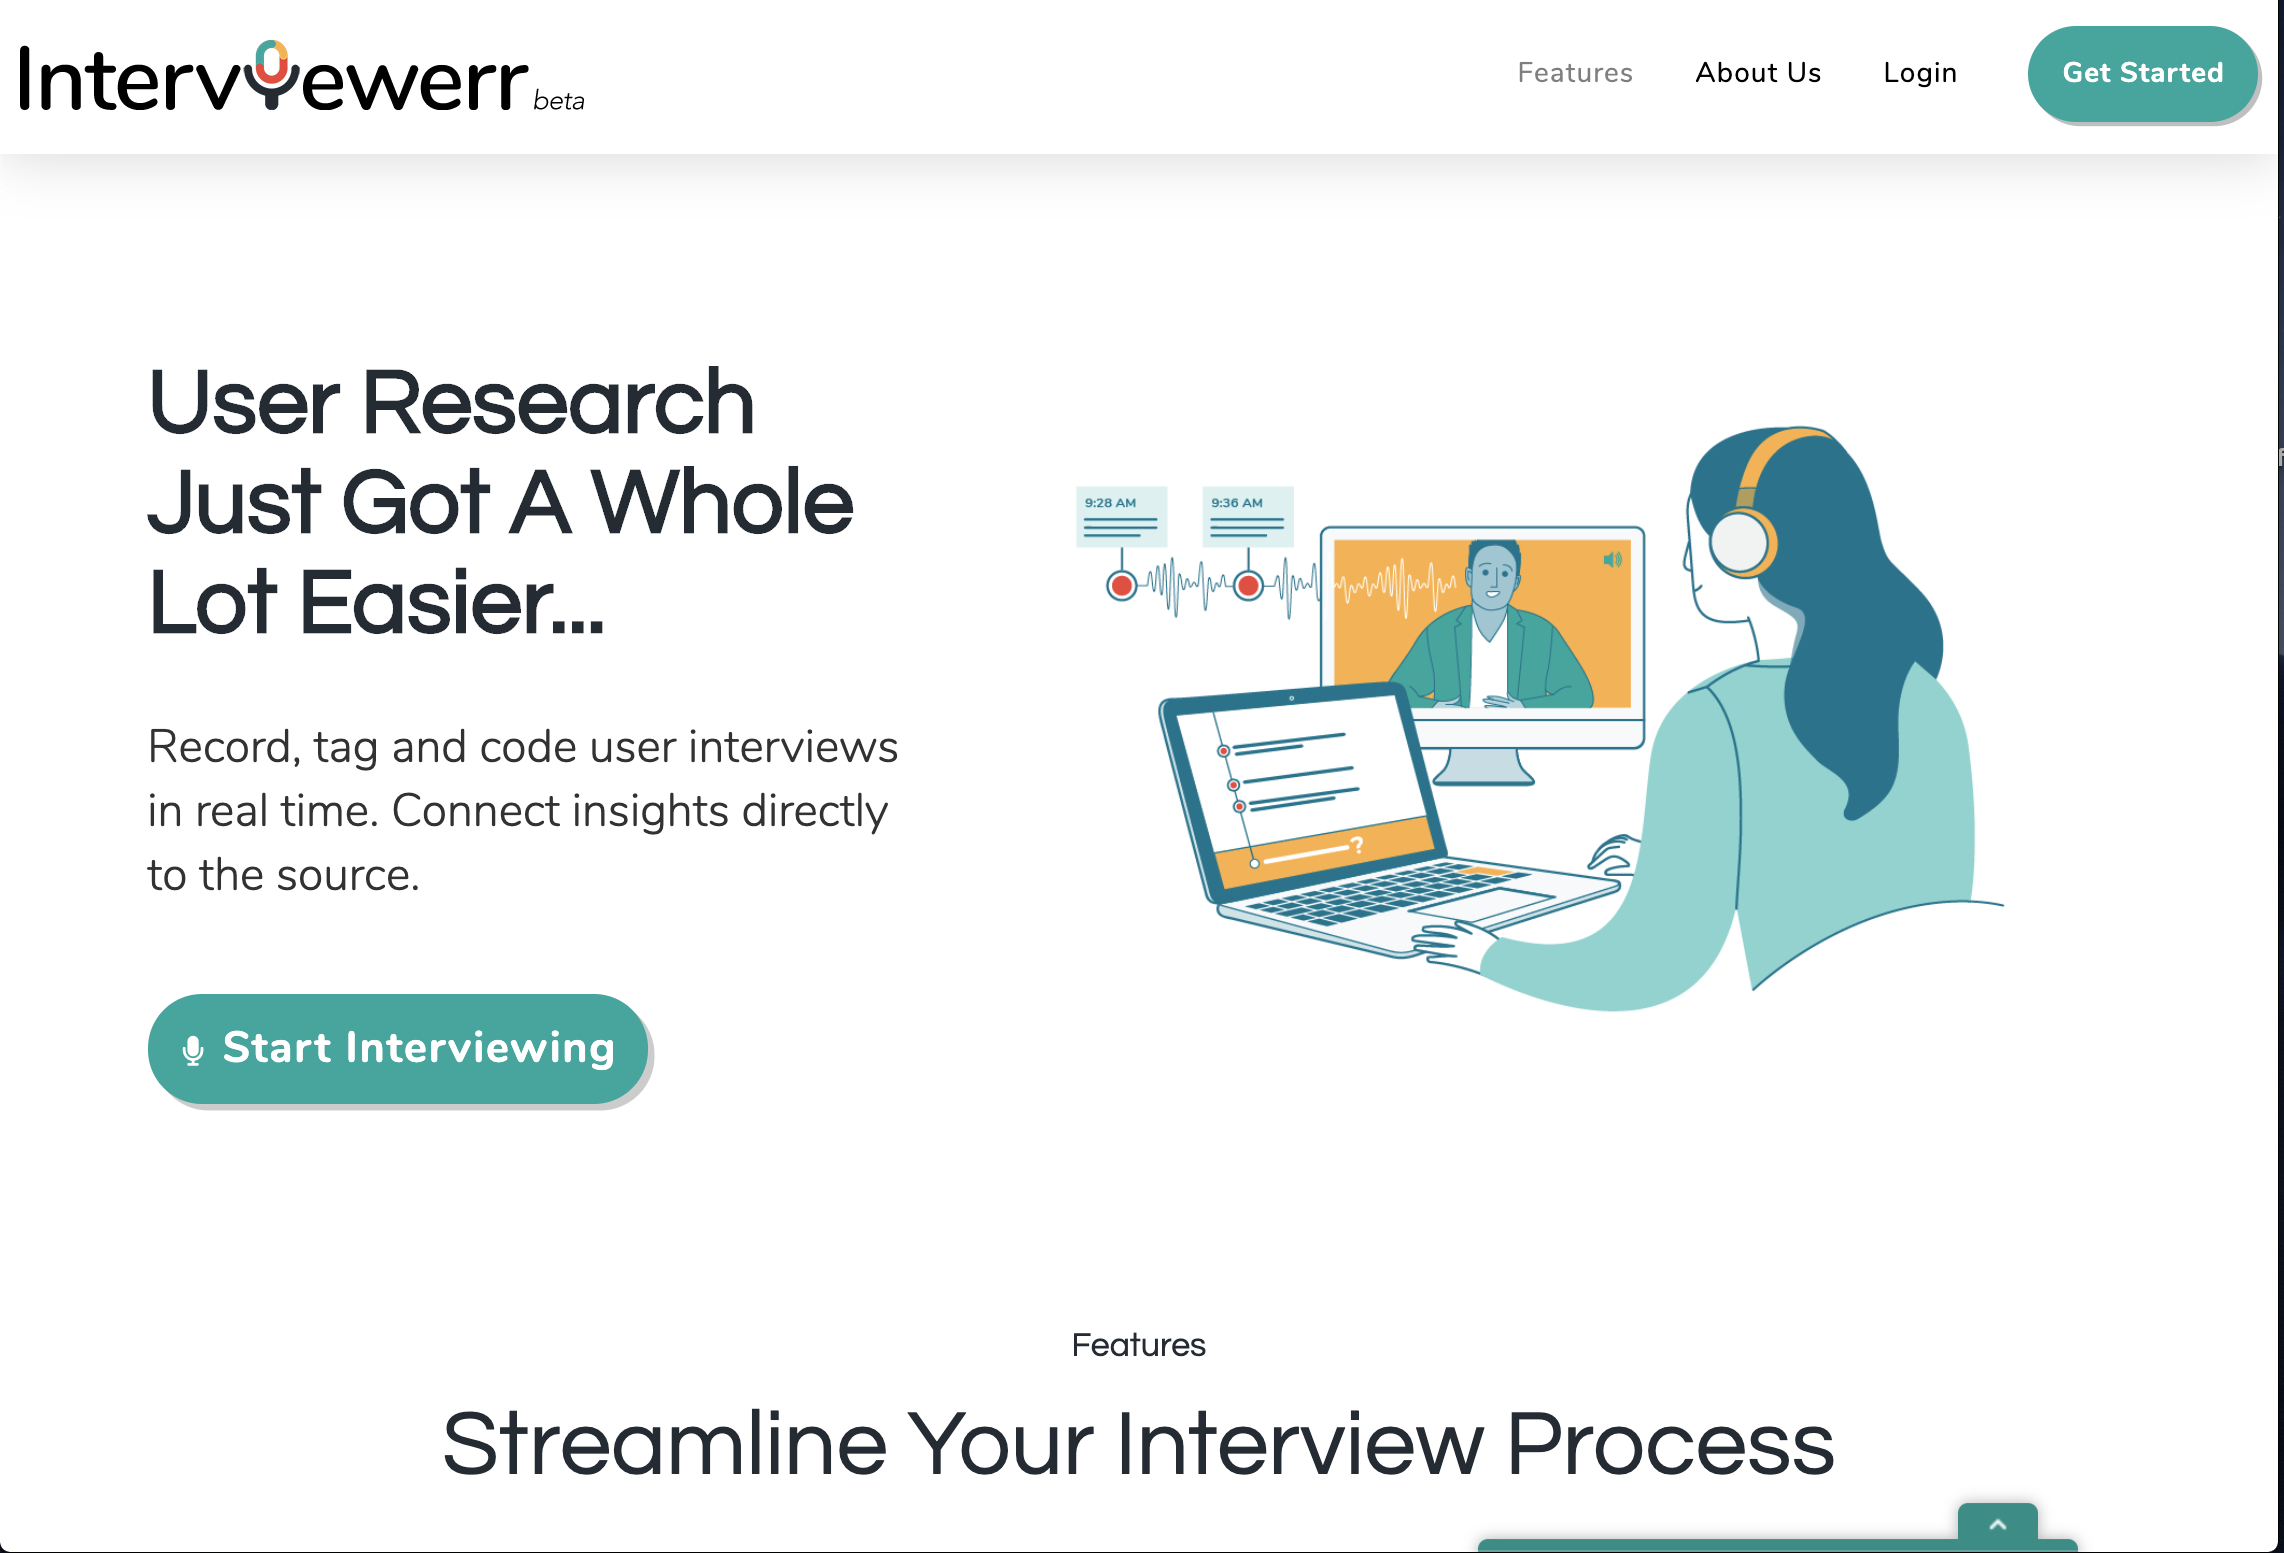 Interviewerr beta
Features
About Us
Login
Get Started
User Research
Just Got A Whole
Lot Easier...
Record, tag and code user interviews
in real time. Connect insights directly
to the source.
Start Interviewing
9:28 AM
9:36 AM
?
Features
Streamline Your Interview Process